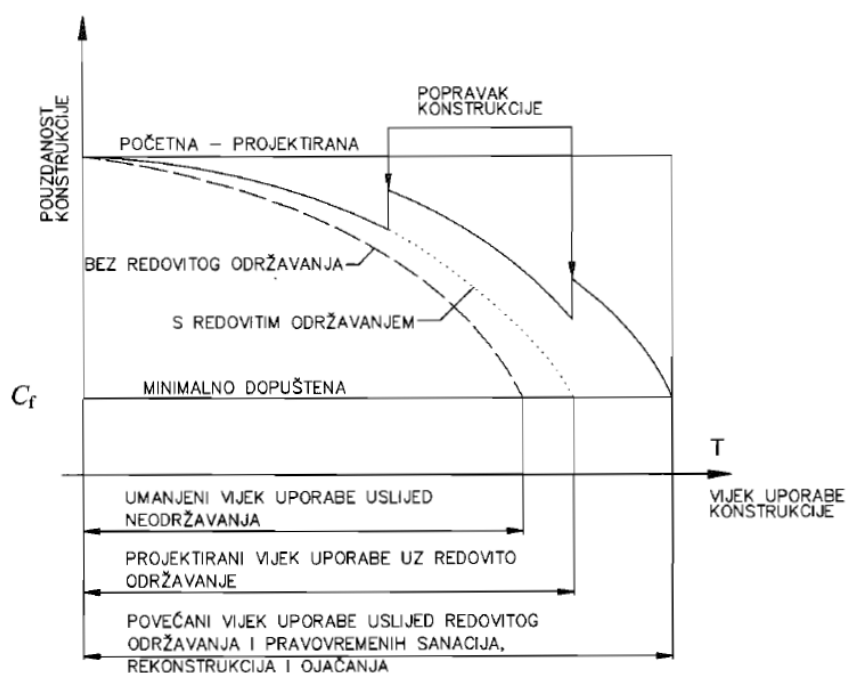 POUZDANOST
KONSTRUKCIJE
POPRAVAK
KONSTRUKCIJE
POČETNA – PROJEKTIRANA
BEZ REDOVITOG ODRŽAVANJA
S REDOVITIM ODRŽAVANJEM
Cf
MINIMALNO DOPUŠTENA
T
VIJEK UPORABE
KONSTRUKCIJE
UMANJENI VIJEK UPORABE USLIJED
NEODRŽAVANJA
PROJEKTIRANI VIJEK UPORABE UZ REDOVITO
ODRŽAVANJE
POVEĆANI VIJEK UPORABE USLIJED REDOVITOG
ODRŽAVANJA I PRAVOVREMENIH SANACIJA,
REKONSTRUKCIJA I OJAČANJA